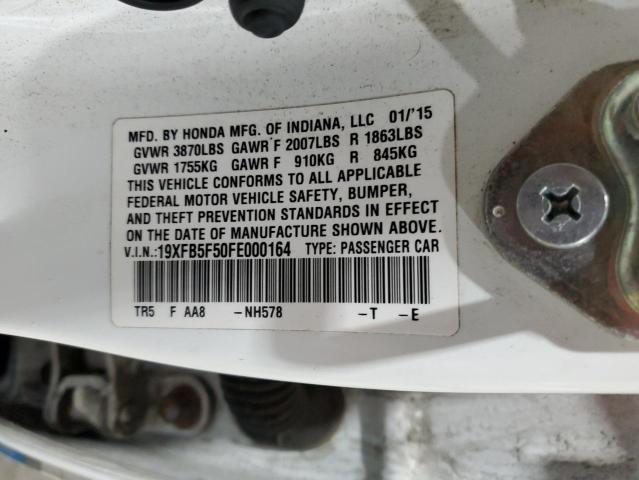 MFD. BY HONDA MFG. OF INDIANA, LLC 01/'15
GVWR 3870LBS GAWR F 2007LBS R 1863LBS
GVWR 1755KG GAWR F 910KG R 845KG
THIS VEHICLE CONFORMS TO ALL APPLICABLE
FEDERAL MOTOR VEHICLE SAFETY, BUMPER,
AND THEFT PREVENTION STANDARDS IN EFFECT
ON THE DATE OF MANUFACTURE SHOWN ABOVE.
V.I.N.:19XFB5F50FE000164 TYPE: PASSENGER CAR
TR5 F AA8 -NH578 -T -E